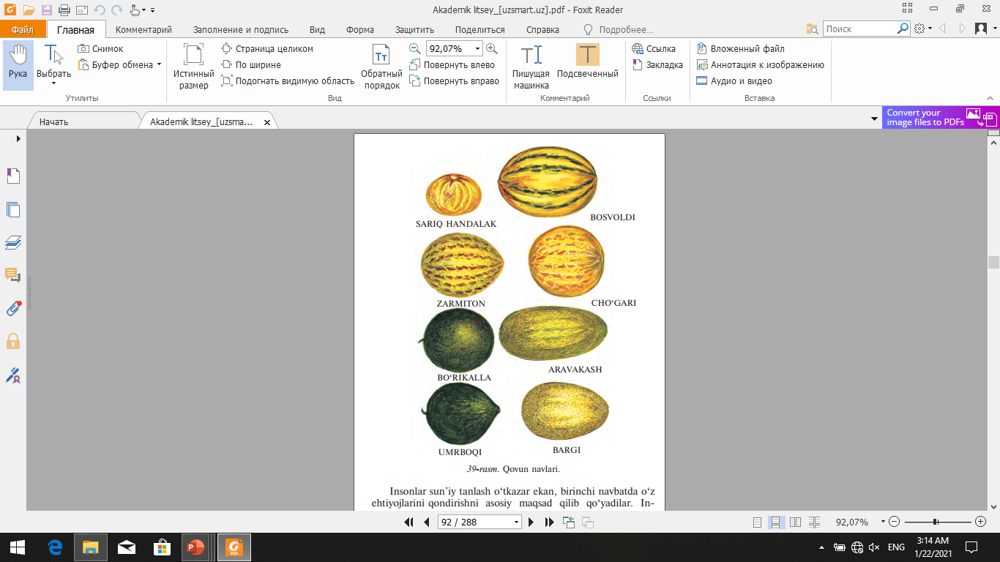 Akademik litsey_[uzsmart.uz].pdf - Foxit Reader
Файл
Главная
Комментарий
Заполнение и подпись
Вид
Форма
Защитить
Поделиться
Справка
Подробнее...
Поиск
Рука
Выбрать
Снимок
Буфер обмена
Утилиты
Истинный
размер
Страница целиком
По ширине
Подогнать видимую область
Обратный
порядок
92,07%
Повернуть влево
Повернуть вправо
Вид
Пишущая
машинка
Подсвеченный
Комментарий
Ссылка
Закладка
Ссылки
Вложенный файл
Аннотация к изображению
Аудио и видео
Вставка
Начать
Akademik litsey_[uzsma...
Convert your
image files to PDFs
PDF
SARIQ HANDALAK
BOSVOLDI
ZARMITON
CHO‘GARI
BO‘RIKALLA
ARAVAKASH
UMRBOQI
BARGI
39-rasm. Qovun navlari.
Insonlar sun’iy tanlash o‘tkazar ekan, birinchi navbatda o‘z
ehtiyojlarini qondirishni asosiy maqsad qilib qo‘yadilar. In-
92 / 288
92,07%
PDF
ENG
3:14 AM
1/22/2021